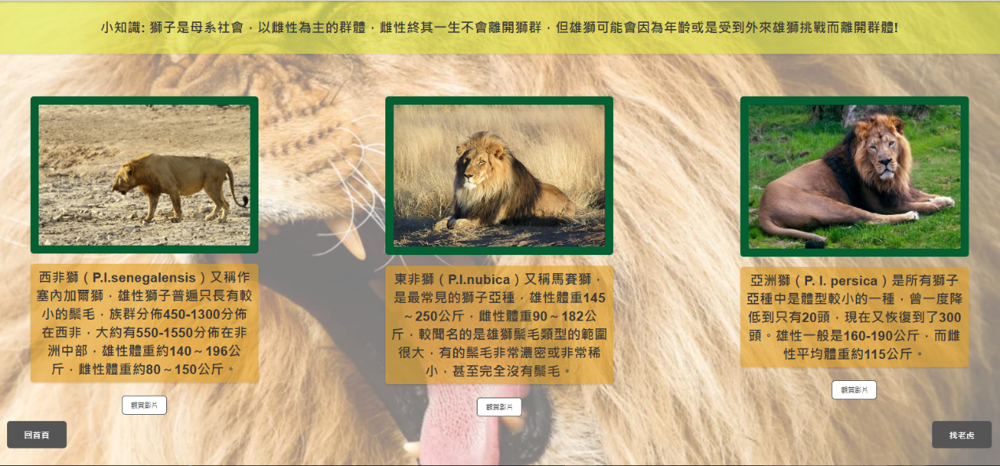 小知識: 獅子是母系社會，以雌性為主的群體，雌性終其一生不會離開獅群，但雄獅可能會因為年齡或是受到外來雄獅挑戰而離開群體!
西非獅（P.l.senegalensis）又稱作
塞內加爾獅，雄性獅子普遍只長有較
小的鬃毛，族群分佈450-1300分佈
在西非，大約有550-1550分佈在非
洲中部，雄性體重約140～196公
斤，雌性體重約80～150公斤。
觀賞影片
東非獅（P.l.nubica）又稱馬賽獅，
是最常見的獅子亞種，雄性體重145
～250公斤，雌性體重90～182公
斤，較聞名的是雄獅鬃毛類型的範圍
很大，有的鬃毛非常濃密或非常稀
小，甚至完全沒有鬃毛。
觀賞影片
亞洲獅（P. l. persica）是所有獅子
亞種中是體型較小的一種，曾一度降
低到只有20頭，現在又恢復到了300
頭。雄性一般是160-190公斤，而雌
性平均體重約115公斤。
觀賞影片
回首頁
找老虎